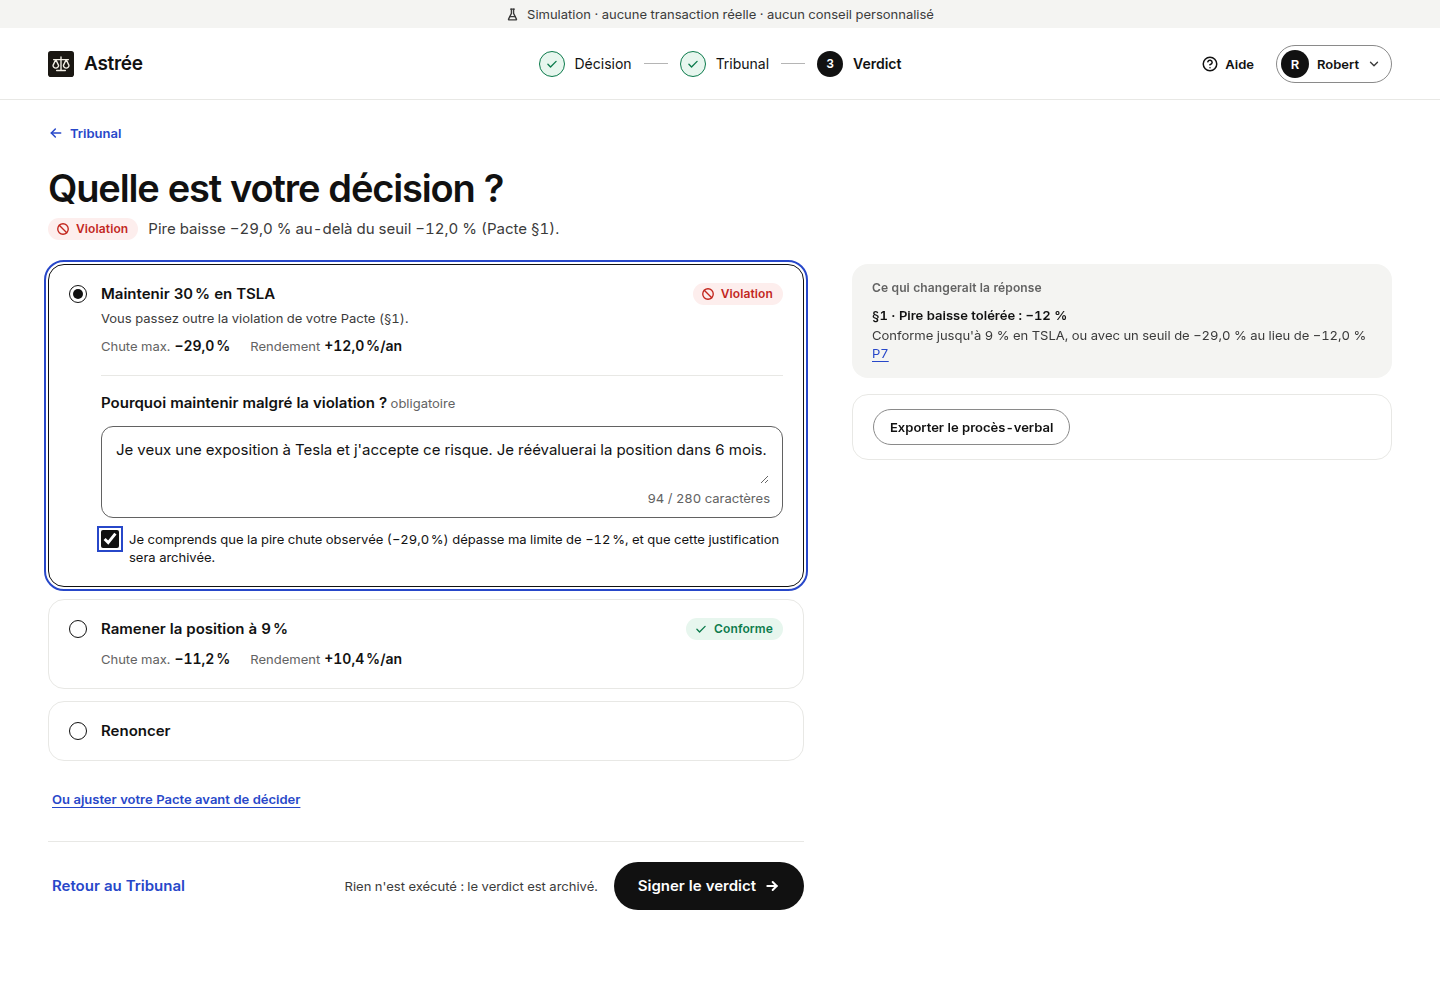 Simulation · aucune transaction réelle · aucun conseil personnalisé
Astrée
Décision
Tribunal
3 Verdict
Aide
R Robert
Tribunal
Quelle est votre décision ?
Violation Pire baisse −29,0 % au-delà du seuil −12,0 % (Pacte §1).
Maintenir 30 % en TSLA
Violation
Vous passez outre la violation de votre Pacte (§1).
Chute max. −29,0 % Rendement +12,0 %/an
Pourquoi maintenir malgré la violation ? obligatoire
Je veux une exposition à Tesla et j'accepte ce risque. Je réévaluerai la position dans 6 mois.
94 / 280 caractères
Je comprends que la pire chute observée (−29,0 %) dépasse ma limite de −12 %, et que cette justification
sera archivée.
Ramener la position à 9 %
Conforme
Chute max. −11,2 % Rendement +10,4 %/an
Renoncer
Ou ajuster votre Pacte avant de décider
Retour au Tribunal
Rien n'est exécuté : le verdict est archivé.
Signer le verdict
Ce qui changerait la réponse
§1 · Pire baisse tolérée : −12 %
Conforme jusqu'à 9 % en TSLA, ou avec un seuil de −29,0 % au lieu de −12,0 %
P7
Exporter le procès-verbal